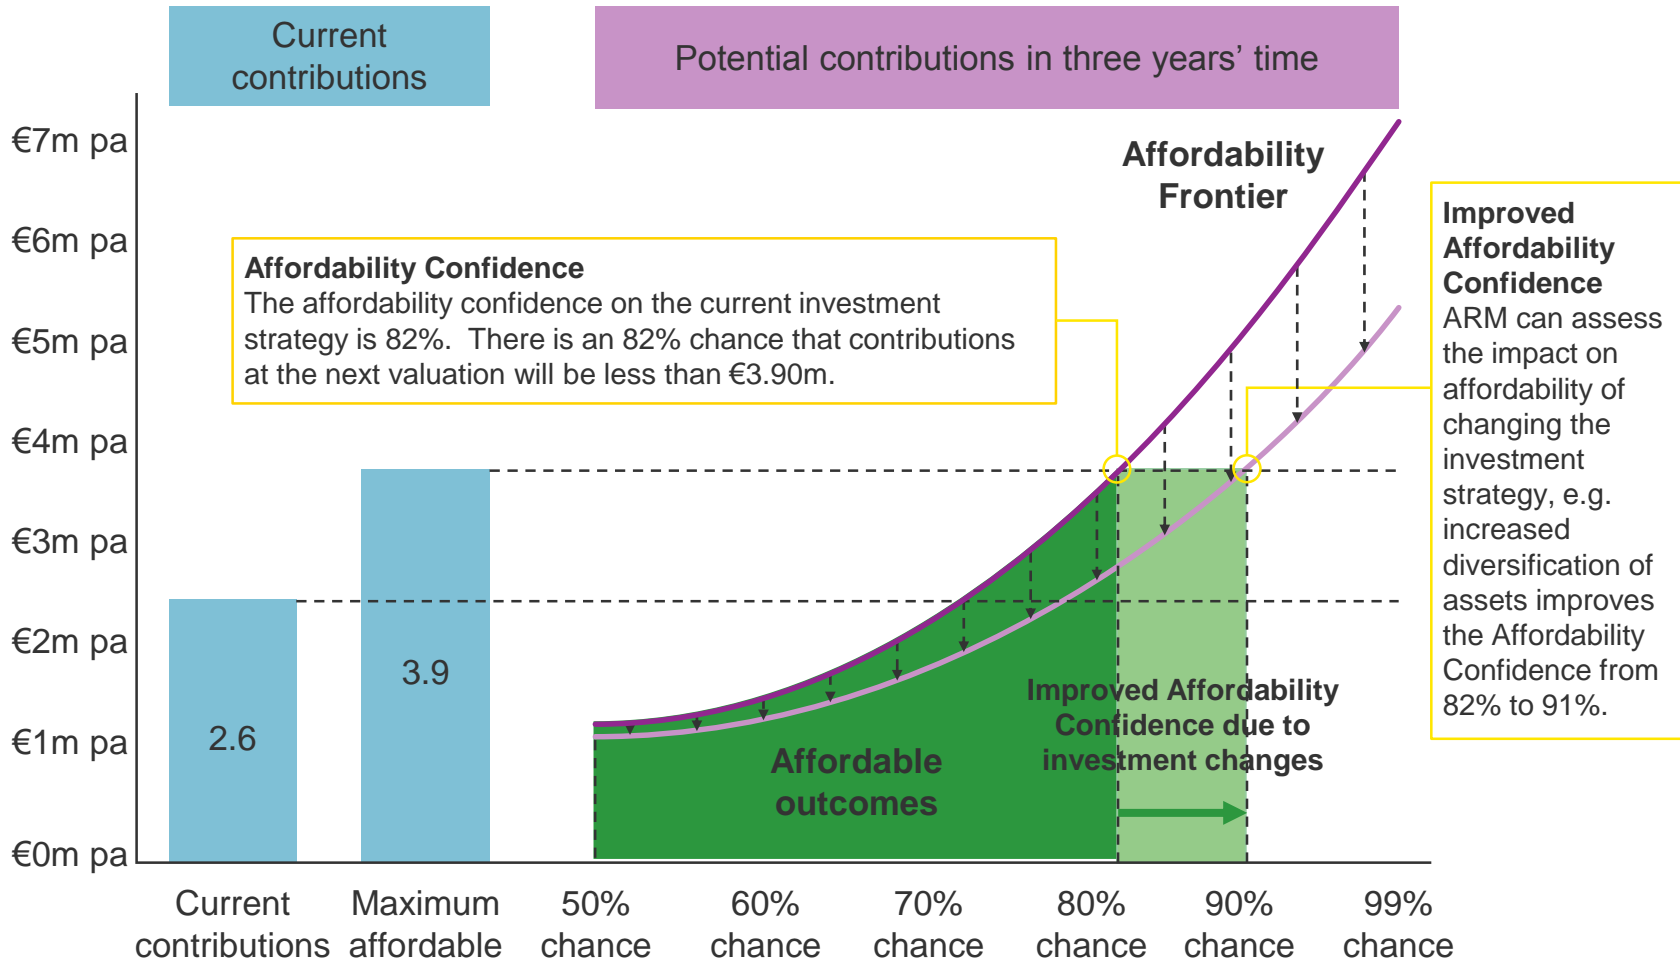 Current
contributions
Potential contributions in three years’ time
€7m pa
€6m pa
€5m pa
€4m pa
€3m pa
€2m pa
€1m pa
€0m pa
Affordability
Frontier
Affordability Confidence
The affordability confidence on the current investment
strategy is 82%.  There is an 82% chance that contributions
at the next valuation will be less than €3.90m.
Improved
Affordability
Confidence
ARM can assess
the impact on
affordability of
changing the
investment
strategy, e.g.
increased
diversification of
assets improves
the Affordability
Confidence from
82% to 91%.
2.6
3.9
Affordable
outcomes
Improved Affordability
Confidence due to
investment changes
Current
contributions
Maximum
affordable
50%
chance
60%
chance
70%
chance
80%
chance
90%
chance
99%
chance